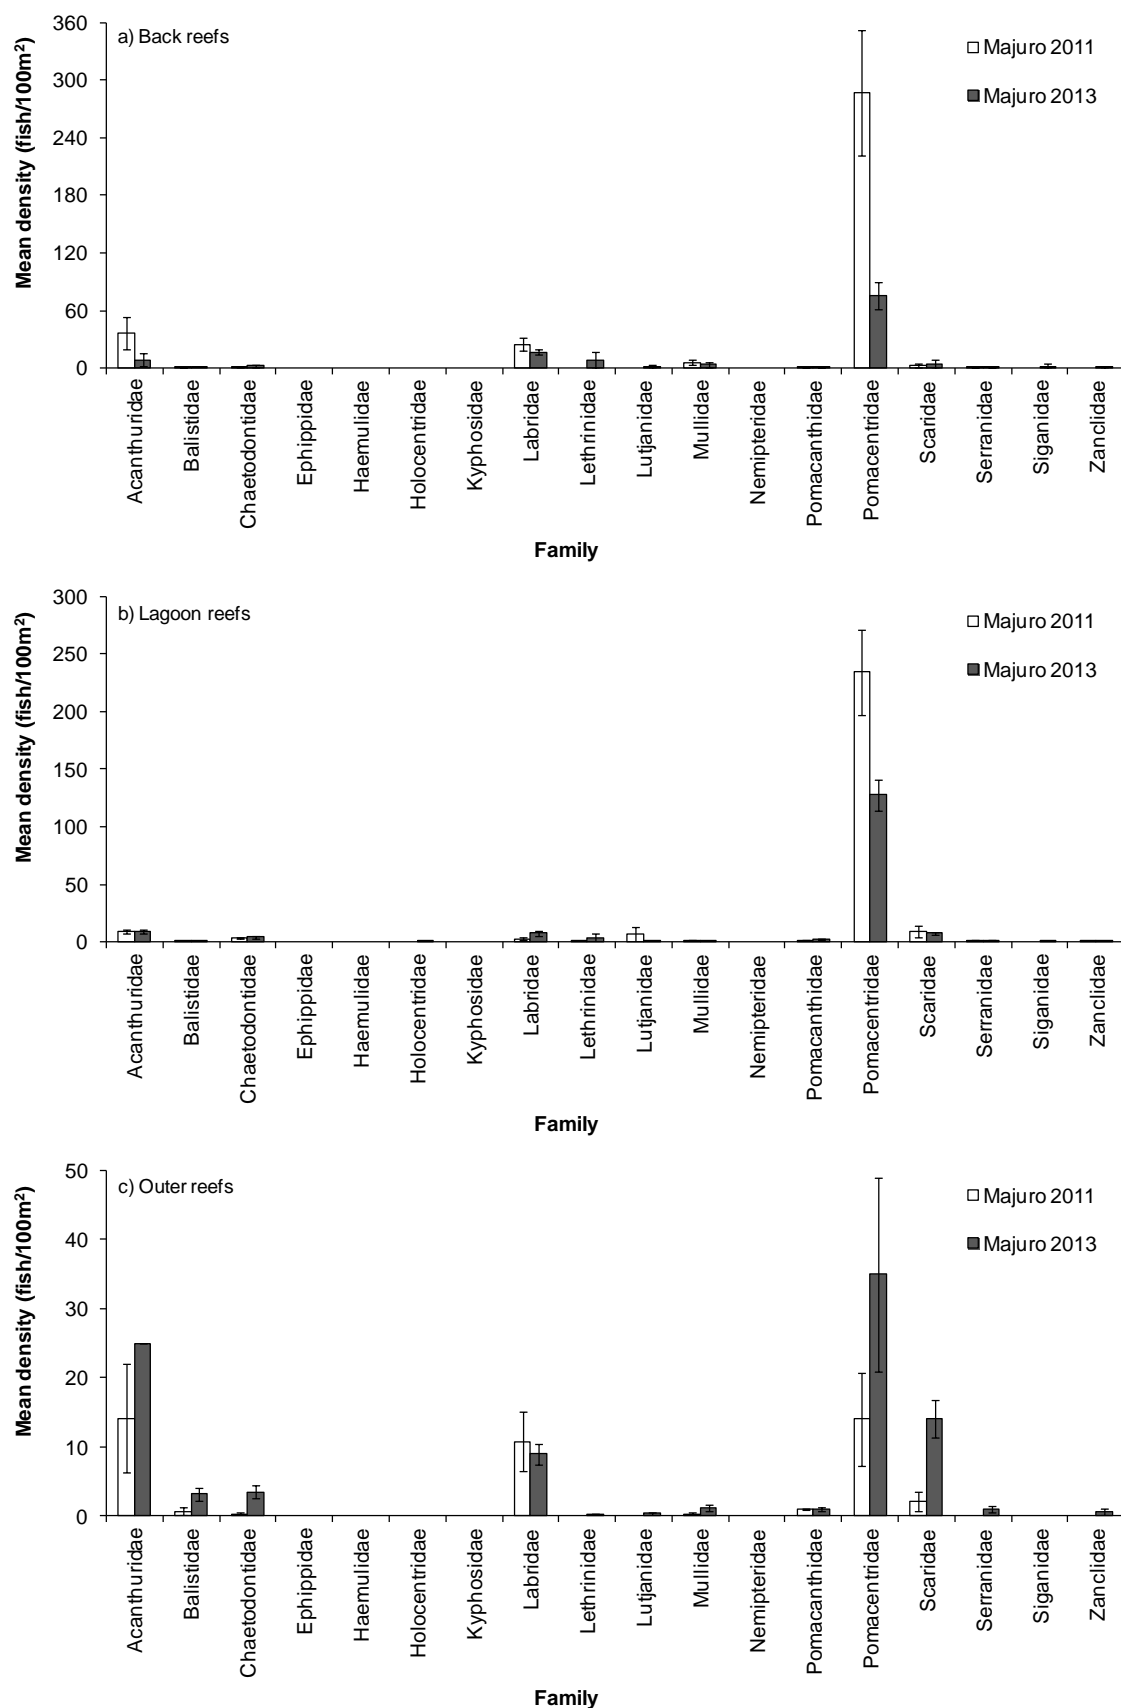 a) Back reefs
Majuro 2011
Majuro 2013
Mean density (fish/100m²)
360
300
240
180
120
60
0
Acanthuridae
Balistidae
Chaetodontidae
Ephippidae
Haemulidae
Holocentridae
Kyphosidae
Labridae
Lethrinidae
Lutjanidae
Mullidae
Nemipteridae
Pomacanthidae
Pomacentridae
Scaridae
Serranidae
Siganidae
Zanclidae
Family
b) Lagoon reefs
Majuro 2011
Majuro 2013
Mean density (fish/100m²)
300
250
200
150
100
50
0
Acanthuridae
Balistidae
Chaetodontidae
Ephippidae
Haemulidae
Holocentridae
Kyphosidae
Labridae
Lethrinidae
Lutjanidae
Mullidae
Nemipteridae
Pomacanthidae
Pomacentridae
Scaridae
Serranidae
Siganidae
Zanclidae
Family
c) Outer reefs
Majuro 2011
Majuro 2013
Mean density (fish/100m²)
50
40
30
20
10
0
Acanthuridae
Balistidae
Chaetodontidae
Ephippidae
Haemulidae
Holocentridae
Kyphosidae
Labridae
Lethrinidae
Lutjanidae
Mullidae
Nemipteridae
Pomacanthidae
Pomacentridae
Scaridae
Serranidae
Siganidae
Zanclidae
Family